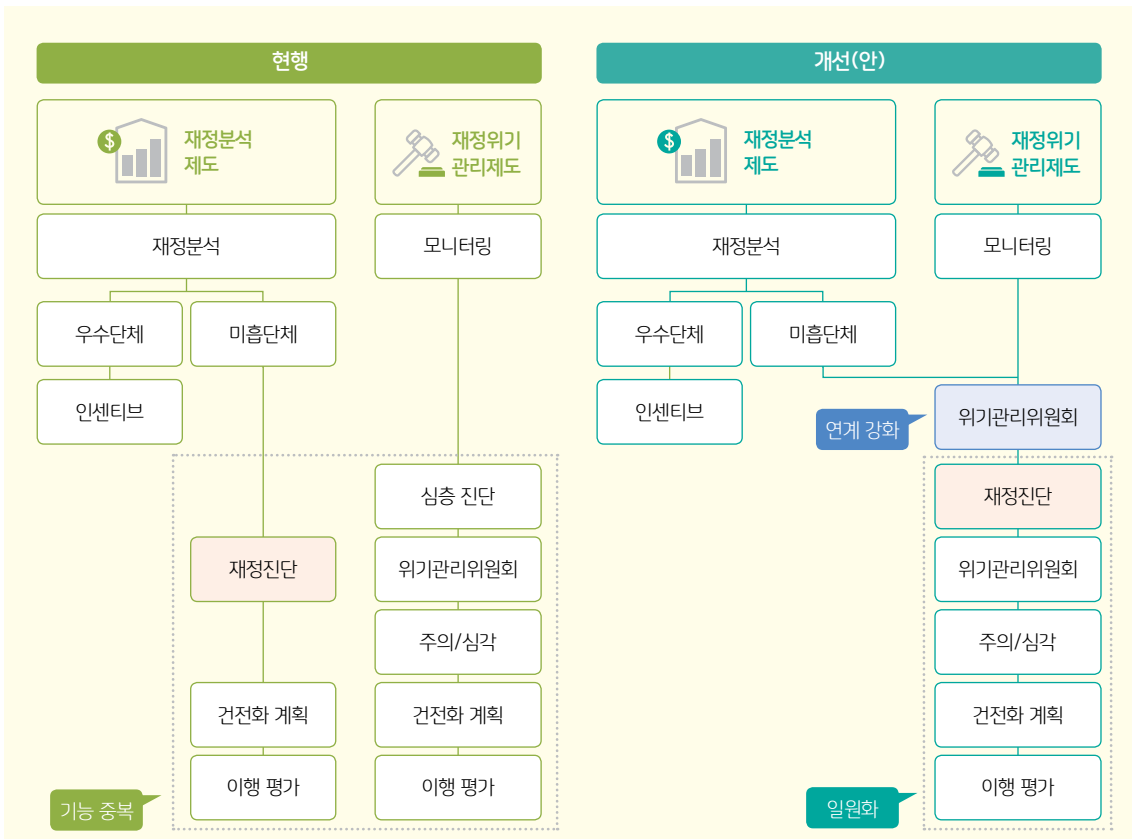 현행
재정분석
제도
재정위기
관리제도
재정분석
모니터링
우수단체
미흡단체
인센티브
심층 진단
재정진단
위기관리위원회
주의/심각
건전화 계획
건전화 계획
이행 평가
이행 평가
기능 중복
개선(안)
재정분석
제도
재정위기
관리제도
재정분석
모니터링
우수단체
미흡단체
인센티브
연계 강화
위기관리위원회
재정진단
위기관리위원회
주의/심각
건전화 계획
이행 평가
일원화